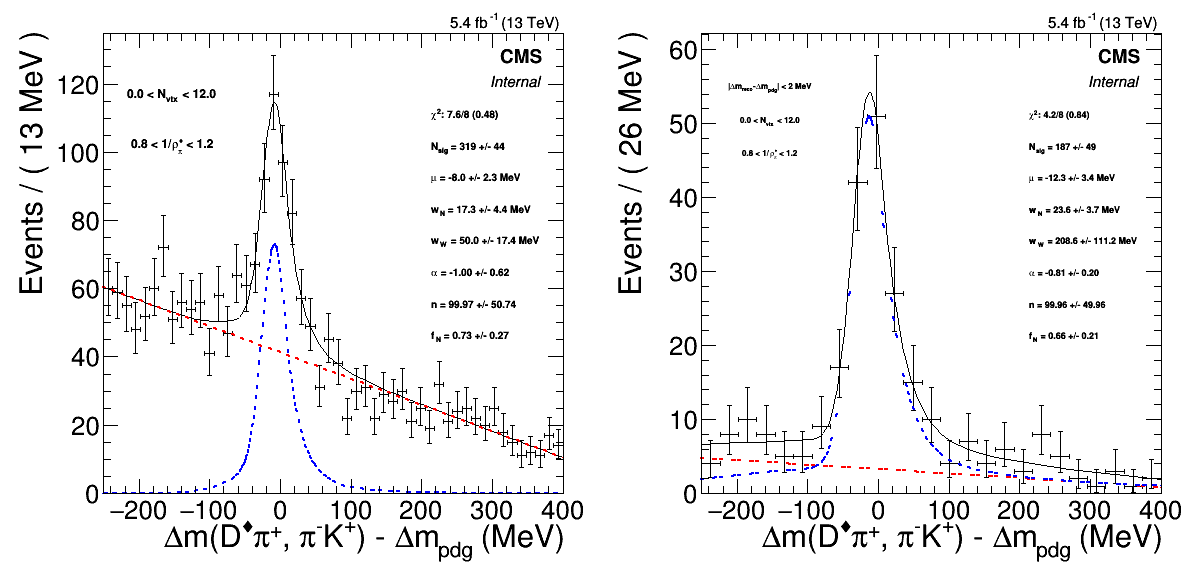 5.4 fb⁻¹ (13 TeV)
CMS
Internal
0.0 < N_vtx < 12.0
0.8 < 1/ρ*_π < 1.2
χ²: 7.6/8 (0.48)
N_sig = 319 +/- 44
μ = -8.0 +/- 2.3 MeV
w_N = 17.3 +/- 4.4 MeV
w_W = 50.0 +/- 17.4 MeV
α = -1.00 +/- 0.62
n = 99.97 +/- 50.74
f_N = 0.73 +/- 0.27
Events / ( 13 MeV )
120
100
80
60
40
20
0
−200 −100 0 100 200 300 400
Δm(D♦π⁺, π⁻K⁺) - Δm_pdg (MeV)
5.4 fb⁻¹ (13 TeV)
CMS
Internal
|Δm_reco-Δm_pdg| < 2 MeV
0.0 < N_vtx < 12.0
0.8 < 1/ρ*_π < 1.2
χ²: 4.2/8 (0.84)
N_sig = 187 +/- 49
μ = -12.3 +/- 3.4 MeV
w_N = 23.6 +/- 3.7 MeV
w_W = 208.6 +/- 111.2 MeV
α = -0.81 +/- 0.20
n = 99.96 +/- 49.96
f_N = 0.66 +/- 0.21
Events / ( 26 MeV )
60
50
40
30
20
10
0
−200 −100 0 100 200 300 400
Δm(D♦π⁺, π⁻K⁺) - Δm_pdg (MeV)